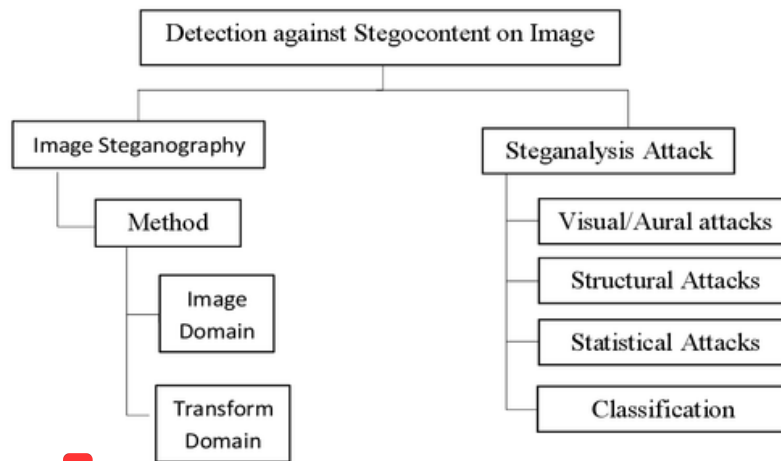 Detection against Stegocontent on Image
Image Steganography
Method
Image
Domain
Transform
Domain
Steganalysis Attack
Visual/Aural attacks
Structural Attacks
Statistical Attacks
Classification